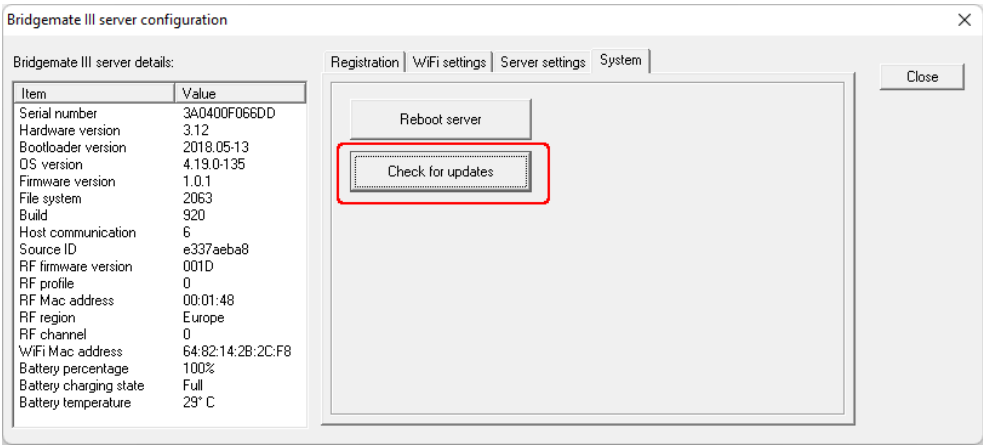 Bridgemate III server configuration
Bridgemate III server details:
Item Value
Serial number 3A0400F066DD
Hardware version 3.12
Bootloader version 2018.05-13
OS version 4.19.0-135
Firmware version 1.0.1
File system 2063
Build 920
Host communication 6
Source ID e337aeba8
RF firmware version 001D
RF profile 0
RF Mac address 00:01:48
RF region Europe
RF channel 0
WiFi Mac address 64:82:14:2B:2C:F8
Battery percentage 100%
Battery charging state Full
Battery temperature 29° C
Registration WiFi settings Server settings System
Reboot server
Check for updates
Close